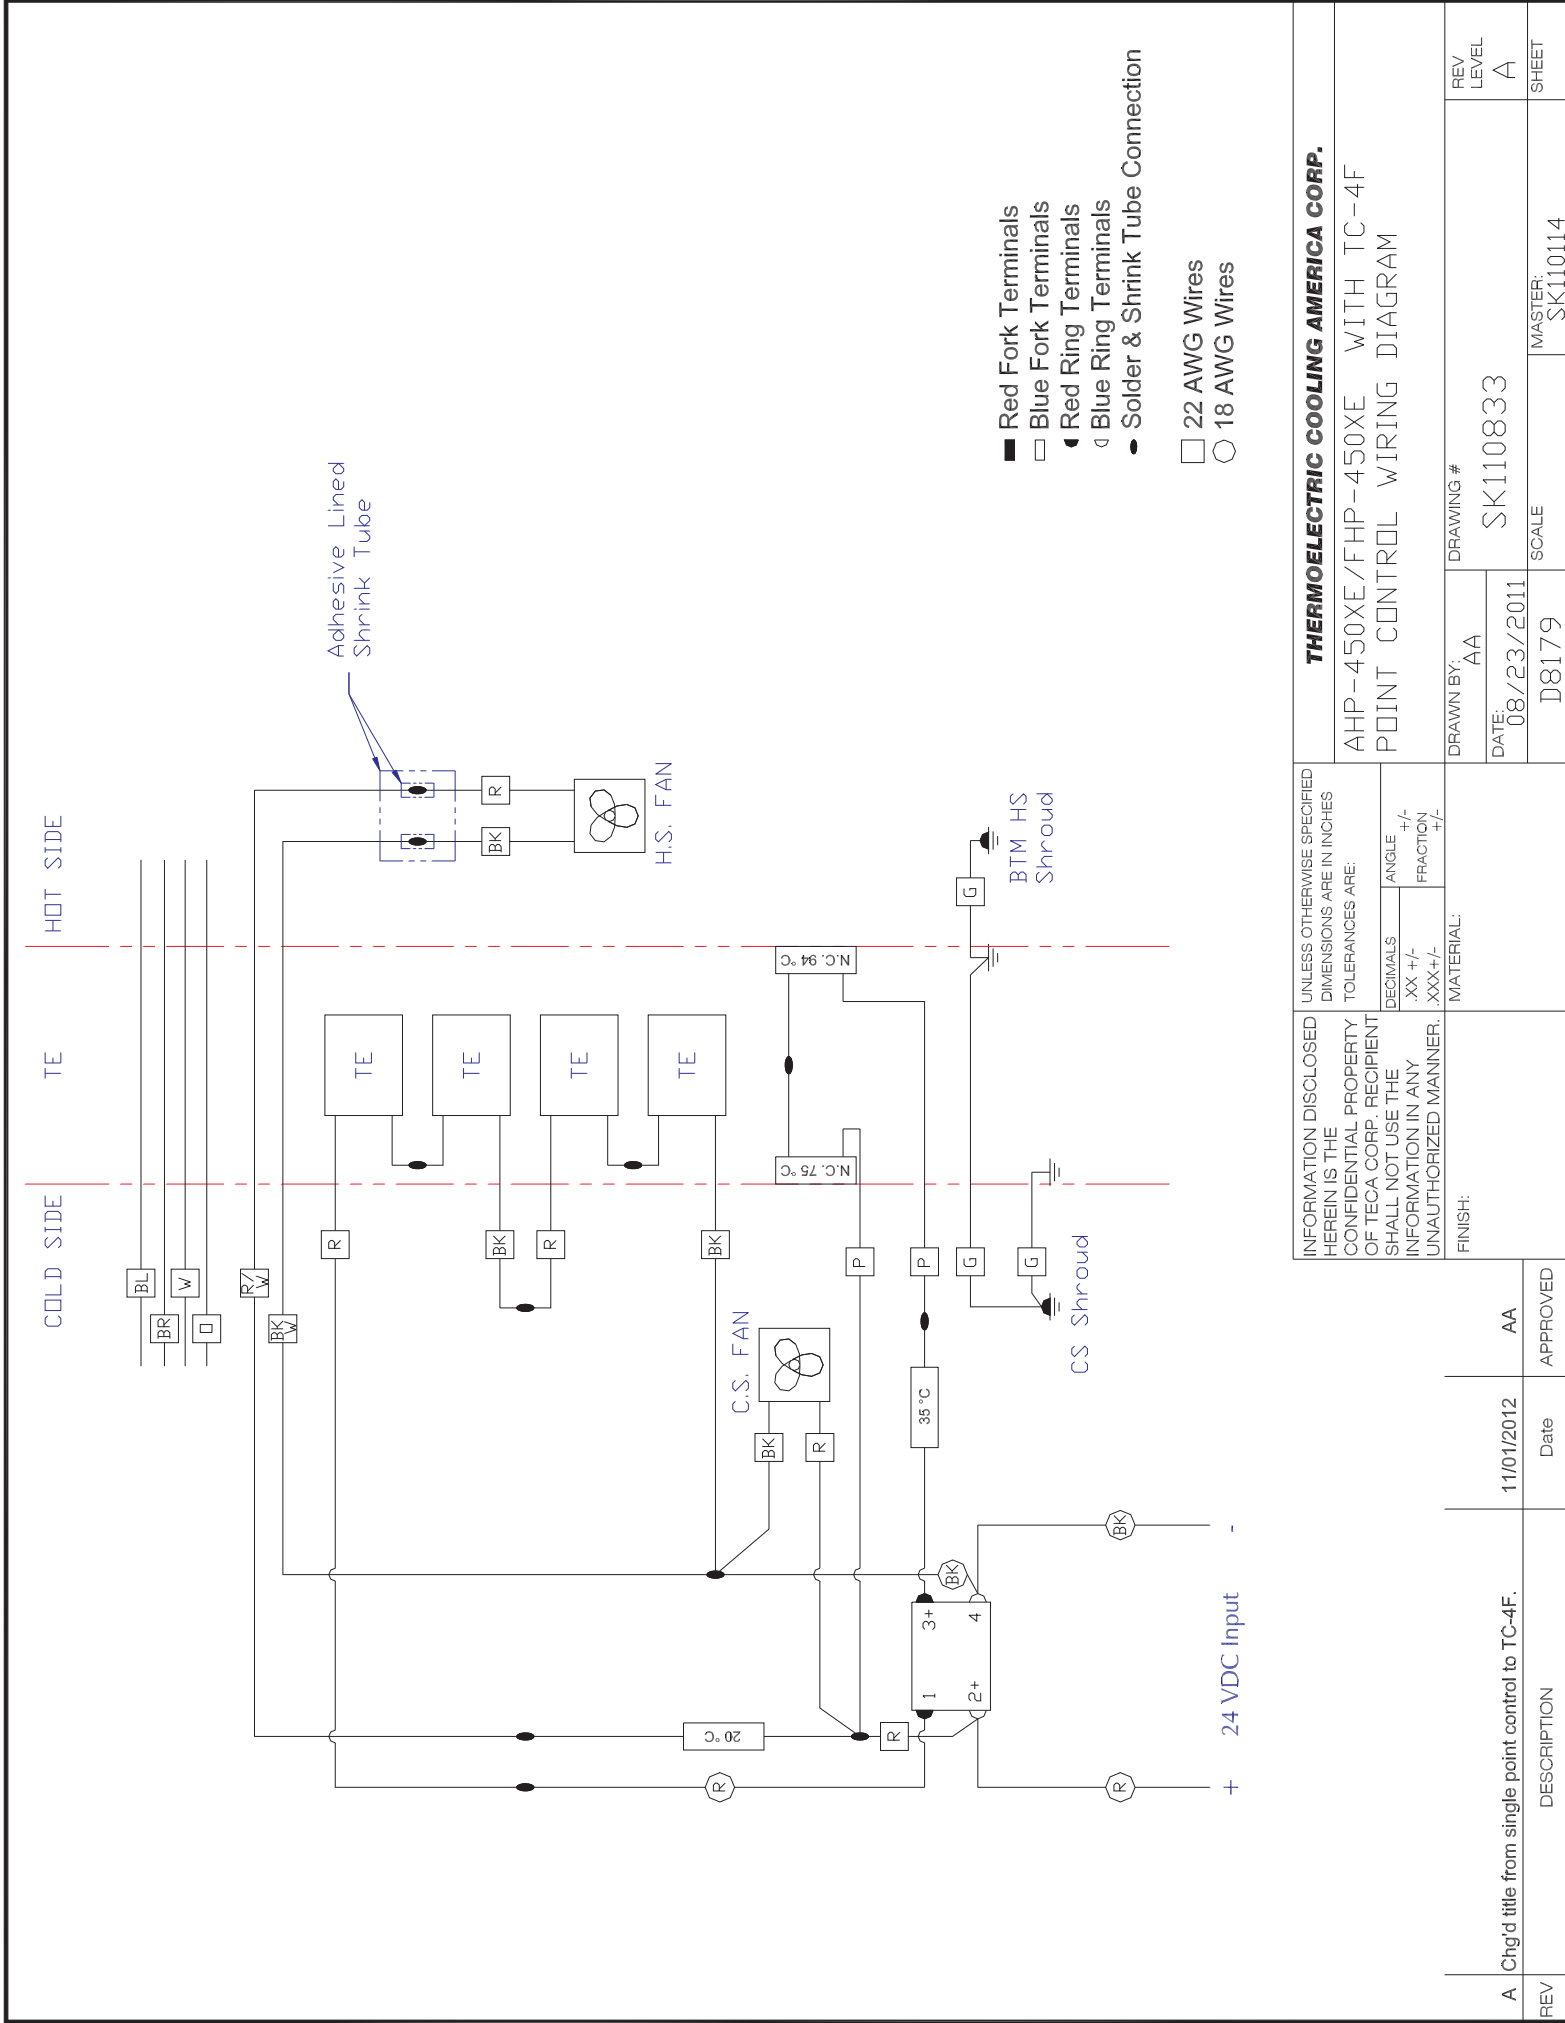 COLD SIDE
TE
HOT SIDE
BL
BR
W
O
R/
W
BK
W
Adhesive Lined
Shrink Tube
R
BK
H.S. FAN
TE
TE
TE
TE
R
BK
R
BK
N.C. 75 °C
N.C. 94 °C
C.S. FAN
BK
R
P
P
35 °C
20 °C
R
R
G
G
G
BTM HS
Shroud
CS Shroud
1
2+
3+
4
BK
R
BK
+
24 VDC Input
-
Red Fork Terminals
Blue Fork Terminals
Red Ring Terminals
Blue Ring Terminals
Solder & Shrink Tube Connection
22 AWG Wires
18 AWG Wires
INFORMATION DISCLOSED
HEREIN IS THE
CONFIDENTIAL PROPERTY
OF TECA CORP. RECIPIENT
SHALL NOT USE THE
INFORMATION IN ANY
UNAUTHORIZED MANNER.
FINISH:
UNLESS OTHERWISE SPECIFIED
DIMENSIONS ARE IN INCHES
TOLERANCES ARE:
DECIMALS
.XX +/-
.XXX+/-
ANGLE
+/-
FRACTION
+/-
MATERIAL:
THERMOELECTRIC COOLING AMERICA CORP.
AHP-450XE/FHP-450XE WITH TC-4F
POINT CONTROL WIRING DIAGRAM
DRAWN BY:
AA
DATE:
08/23/2011
D8179
DRAWING #
SK110833
SCALE
MASTER:
SK110114
REV
LEVEL
A
SHEET
A Chg'd title from single point control to TC-4F. 11/01/2012 AA
REV DESCRIPTION Date APPROVED